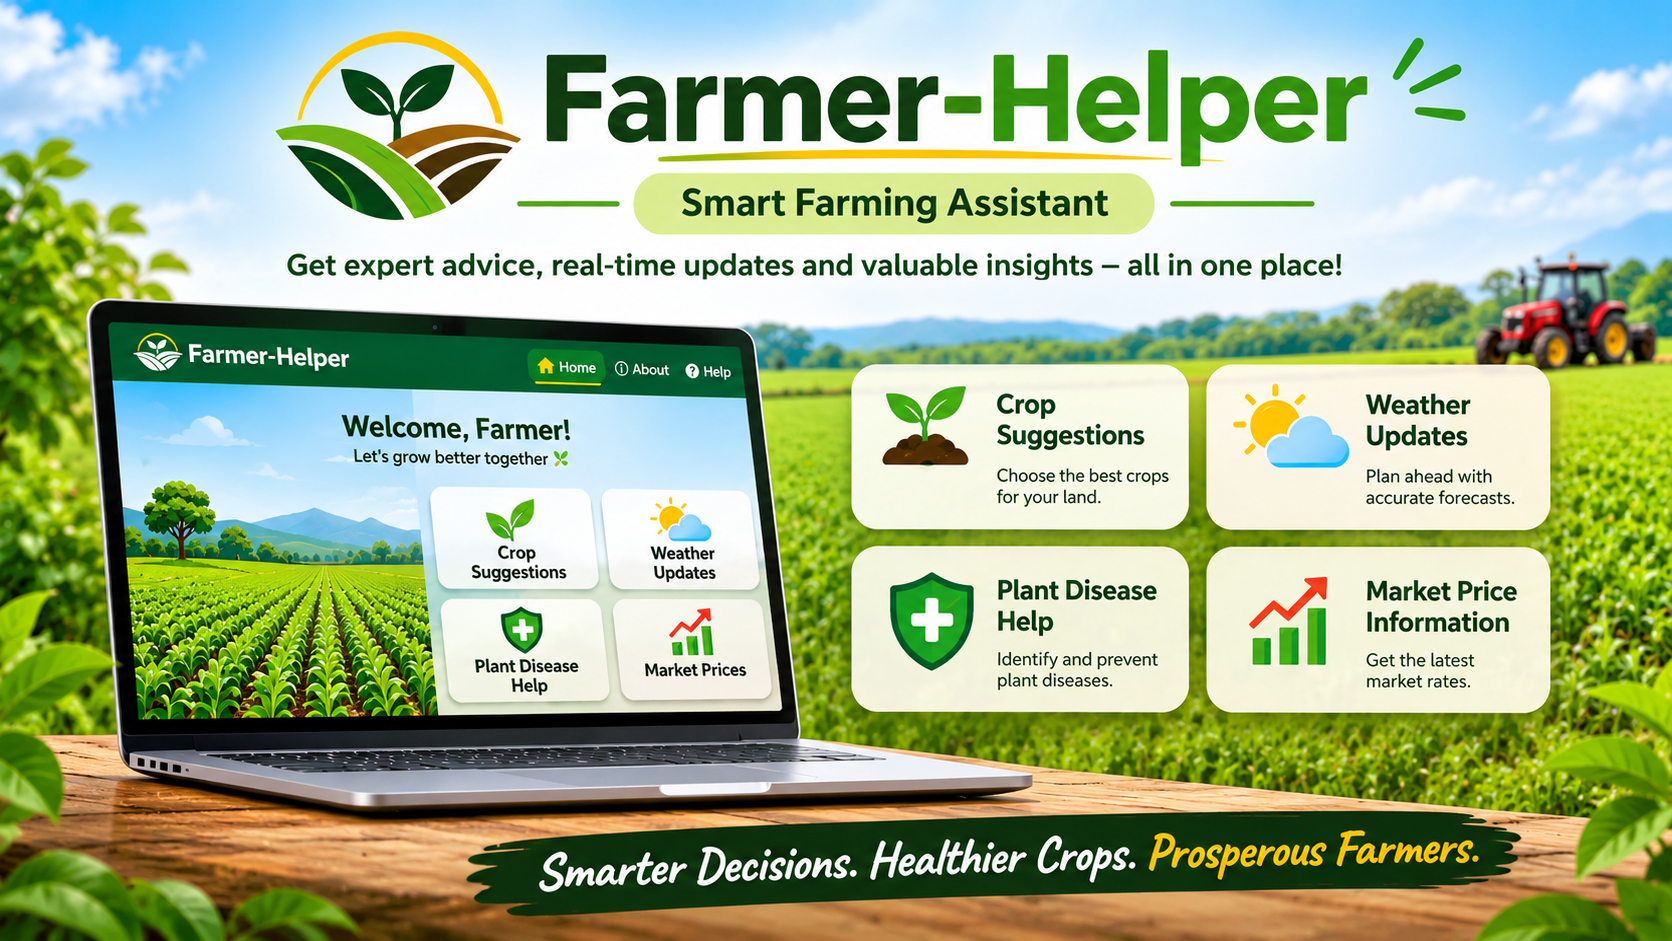 Farmer-Helper
Smart Farming Assistant
Get expert advice, real-time updates and valuable insights – all in one place!
Farmer-Helper
Home
About
Help
Welcome, Farmer!
Let's grow better together
Crop
Suggestions
Weather
Updates
Plant Disease
Help
Market Prices
Crop
Suggestions
Choose the best crops
for your land.
Weather
Updates
Plan ahead with
accurate forecasts.
Plant Disease
Help
Identify and prevent
plant diseases.
Market Price
Information
Get the latest
market rates.
Smarter Decisions. Healthier Crops. Prosperous Farmers.